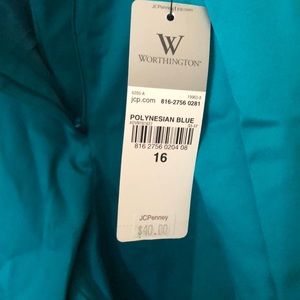 JCPenney
W
WORTHINGTON®
jcp.com 816-2756 0281
POLYNESIAN BLUE
816 2756 0204 08
16
JCPenney
$40.00